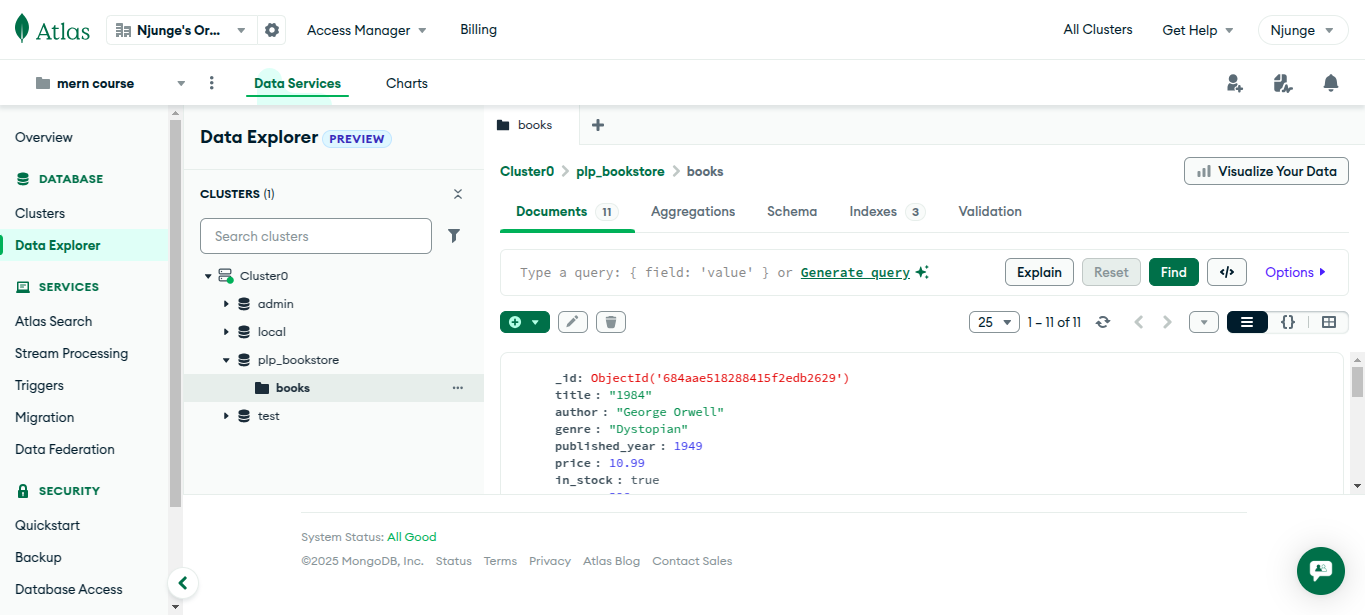 Atlas
Njunge's Or...
Access Manager
Billing
All Clusters
Get Help
Njunge
mern course
Data Services
Charts
Overview
DATABASE
Clusters
Data Explorer
SERVICES
Atlas Search
Stream Processing
Triggers
Migration
Data Federation
SECURITY
Quickstart
Backup
Database Access
Data Explorer PREVIEW
CLUSTERS (1)
Search clusters
Cluster0
admin
local
plp_bookstore
books
test
books
Cluster0 > plp_bookstore > books
Visualize Your Data
Documents 11
Aggregations
Schema
Indexes 3
Validation
Type a query: { field: 'value' } or Generate query
Explain
Reset
Find
</>
Options
25
1 – 11 of 11
{}
_id: ObjectId('684aae518288415f2edb2629')
title : "1984"
author : "George Orwell"
genre : "Dystopian"
published_year : 1949
price : 10.99
in_stock : true
System Status: All Good
©2025 MongoDB, Inc.
Status
Terms
Privacy
Atlas Blog
Contact Sales